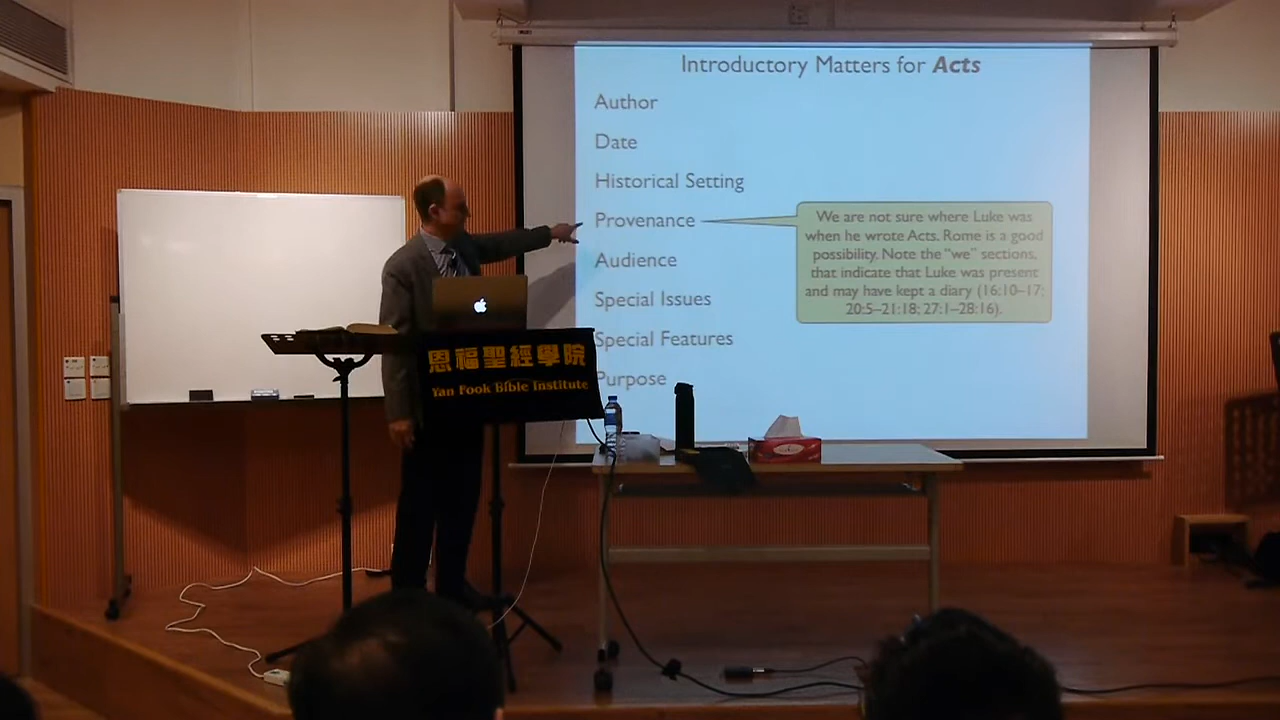 Introductory Matters for Acts
Author
Date
Historical Setting
Provenance
We are not sure where Luke was
when he wrote Acts. Rome is a good
possibility. Note the “we” sections,
that indicate that Luke was present
and may have kept a diary (16:10–17;
20:5–21:18; 27:1–28:16).
Audience
Special Issues
Special Features
Purpose
恩福聖經學院
Yan Fook Bible Institute